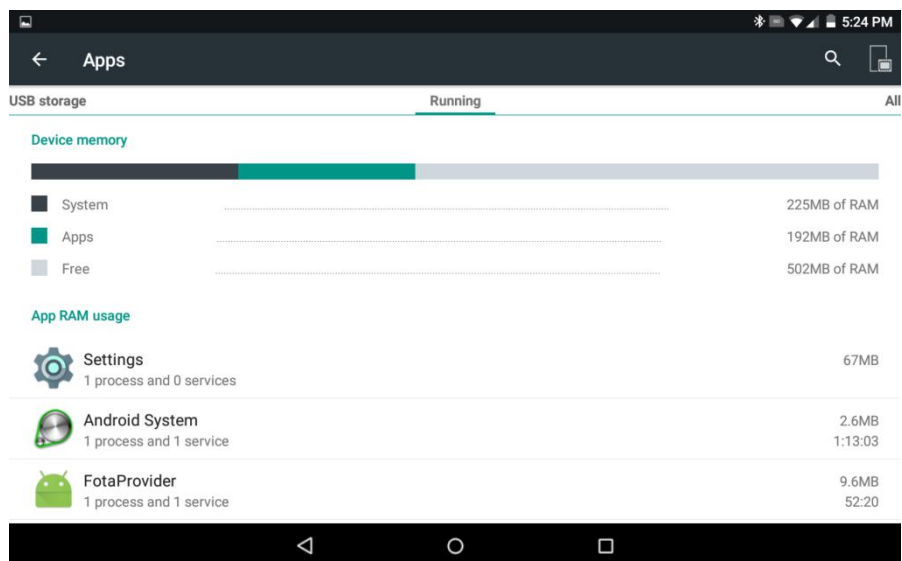 5:24 PM
Apps
USB storage Running All
Device memory
System 225MB of RAM
Apps 192MB of RAM
Free 502MB of RAM
App RAM usage
Settings 67MB
1 process and 0 services
Android System 2.6MB
1 process and 1 service 1:13:03
FotaProvider 9.6MB
1 process and 1 service 52:20